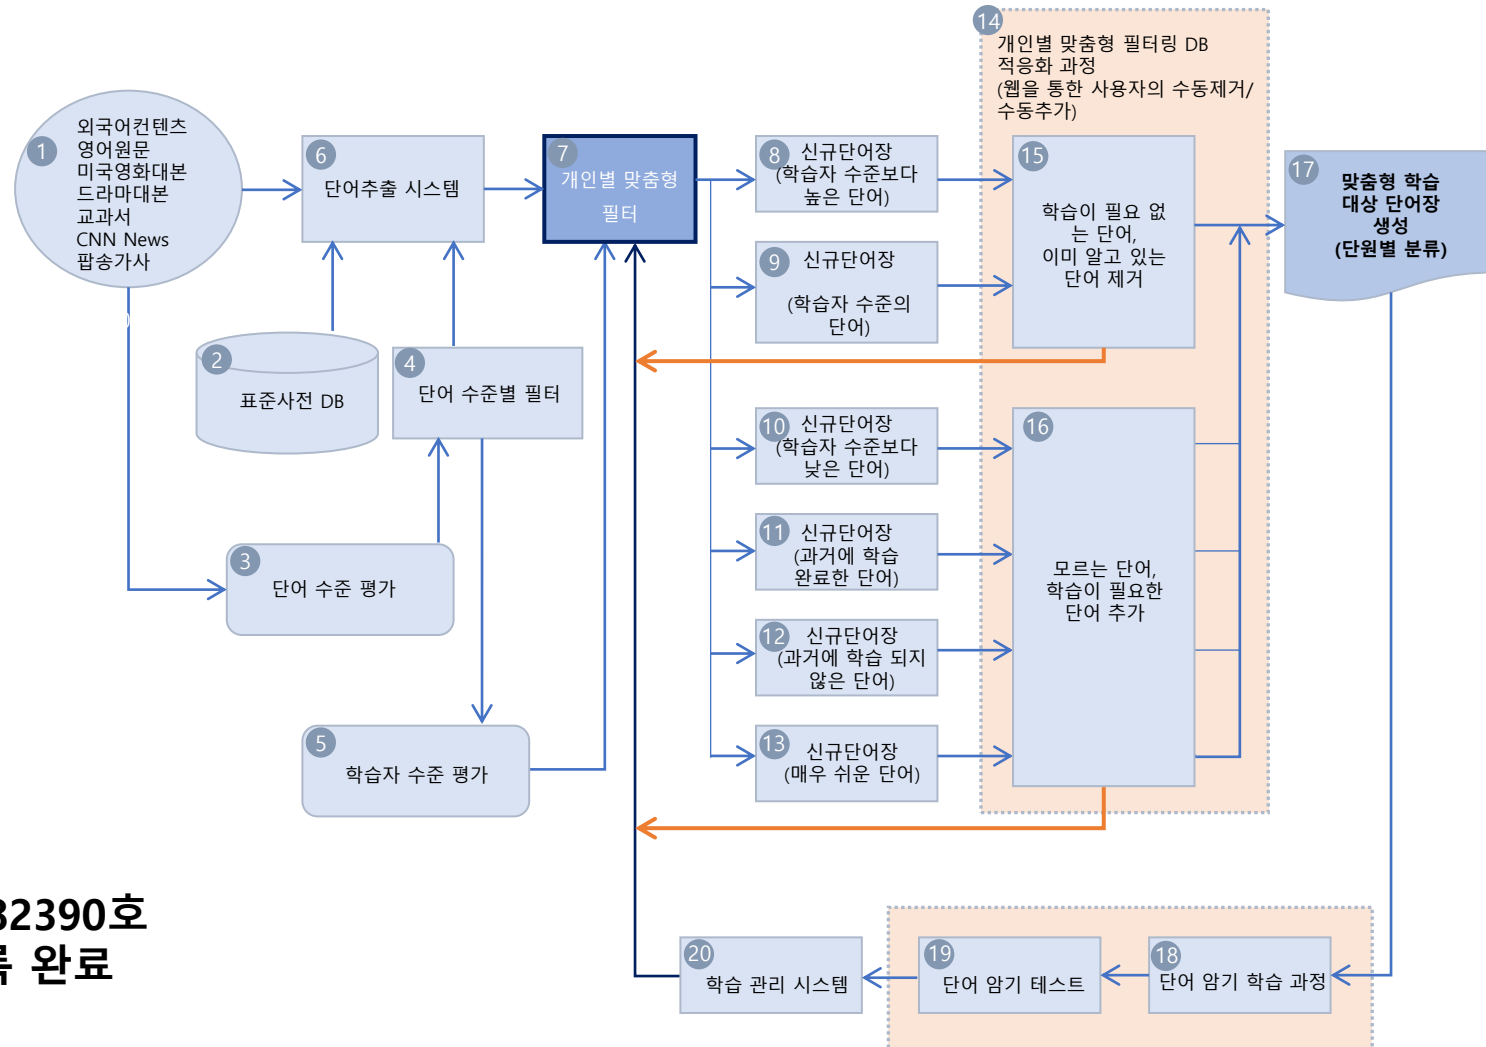 1
외국어컨텐츠
영어원문
미국영화대본
드라마대본
교과서
CNN News
팝송가사
)
2
표준사전 DB
3
단어 수준 평가
4
단어 수준별 필터
5
학습자 수준 평가
6
단어추출 시스템
7
개인별 맞춤형
필터
8
신규단어장
(학습자 수준보다
높은 단어)
9
신규단어장
(학습자 수준의
단어)
10
신규단어장
(학습자 수준보다
낮은 단어)
11
신규단어장
(과거에 학습
완료한 단어)
12
신규단어장
(과거에 학습 되지
않은 단어)
13
신규단어장
(매우 쉬운 단어)
14
개인별 맞춤형 필터링 DB
적응화 과정
(웹을 통한 사용자의 수동제거/
수동추가)
15
학습이 필요 없
는 단어,
이미 알고 있는
단어 제거
16
모르는 단어,
학습이 필요한
단어 추가
17
맞춤형 학습
대상 단어장
생성
(단원별 분류)
18
단어 암기 학습 과정
19
단어 암기 테스트
20
학습 관리 시스템
32390호
록 완료